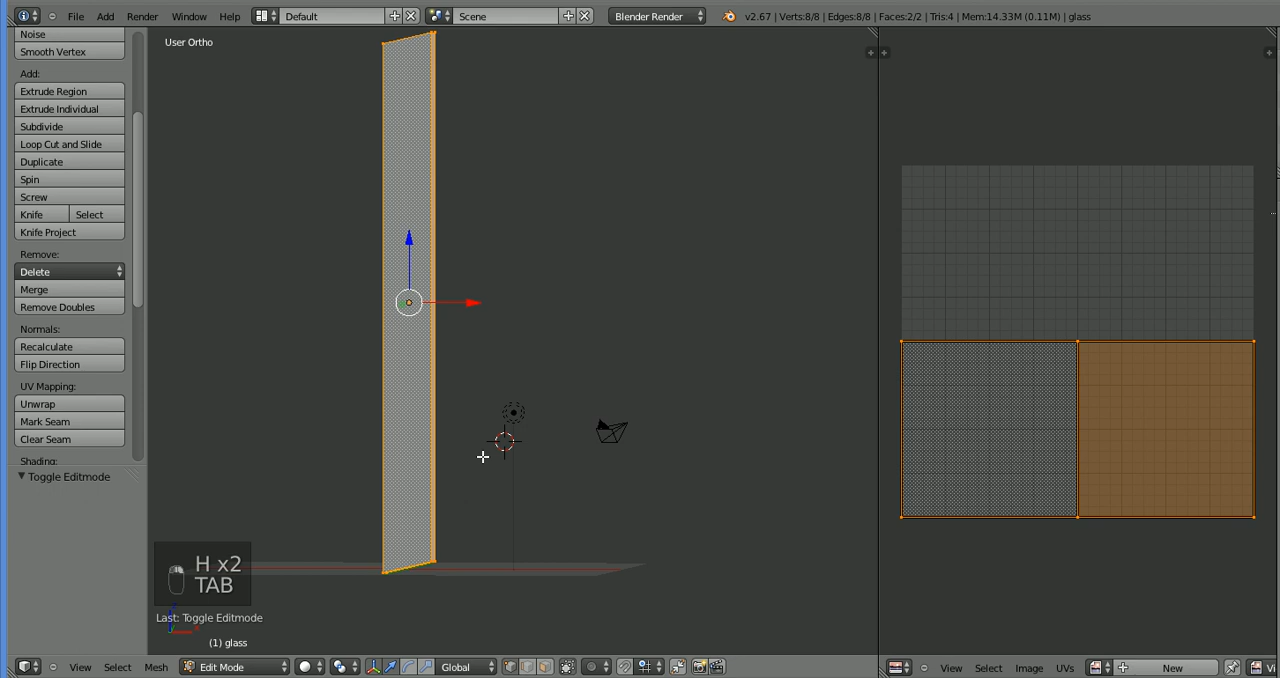 File Add Render Window Help Default Scene Blender Render v2.67 | Verts:8/8 | Edges:8/8 | Faces:2/2 | Tris:4 | Mem:14.33M (0.11M) | glass
Noise
Smooth Vertex
Add:
Extrude Region
Extrude Individual
Subdivide
Loop Cut and Slide
Duplicate
Spin
Screw
Knife Select
Knife Project
Remove:
Delete
Merge
Remove Doubles
Normals:
Recalculate
Flip Direction
UV Mapping:
Unwrap
Mark Seam
Clear Seam
Shading:
Toggle Editmode
User Ortho
H x2
TAB
Last: Toggle Editmode
(1) glass
View Select Mesh Edit Mode Global
View Select Image UVs New Vi